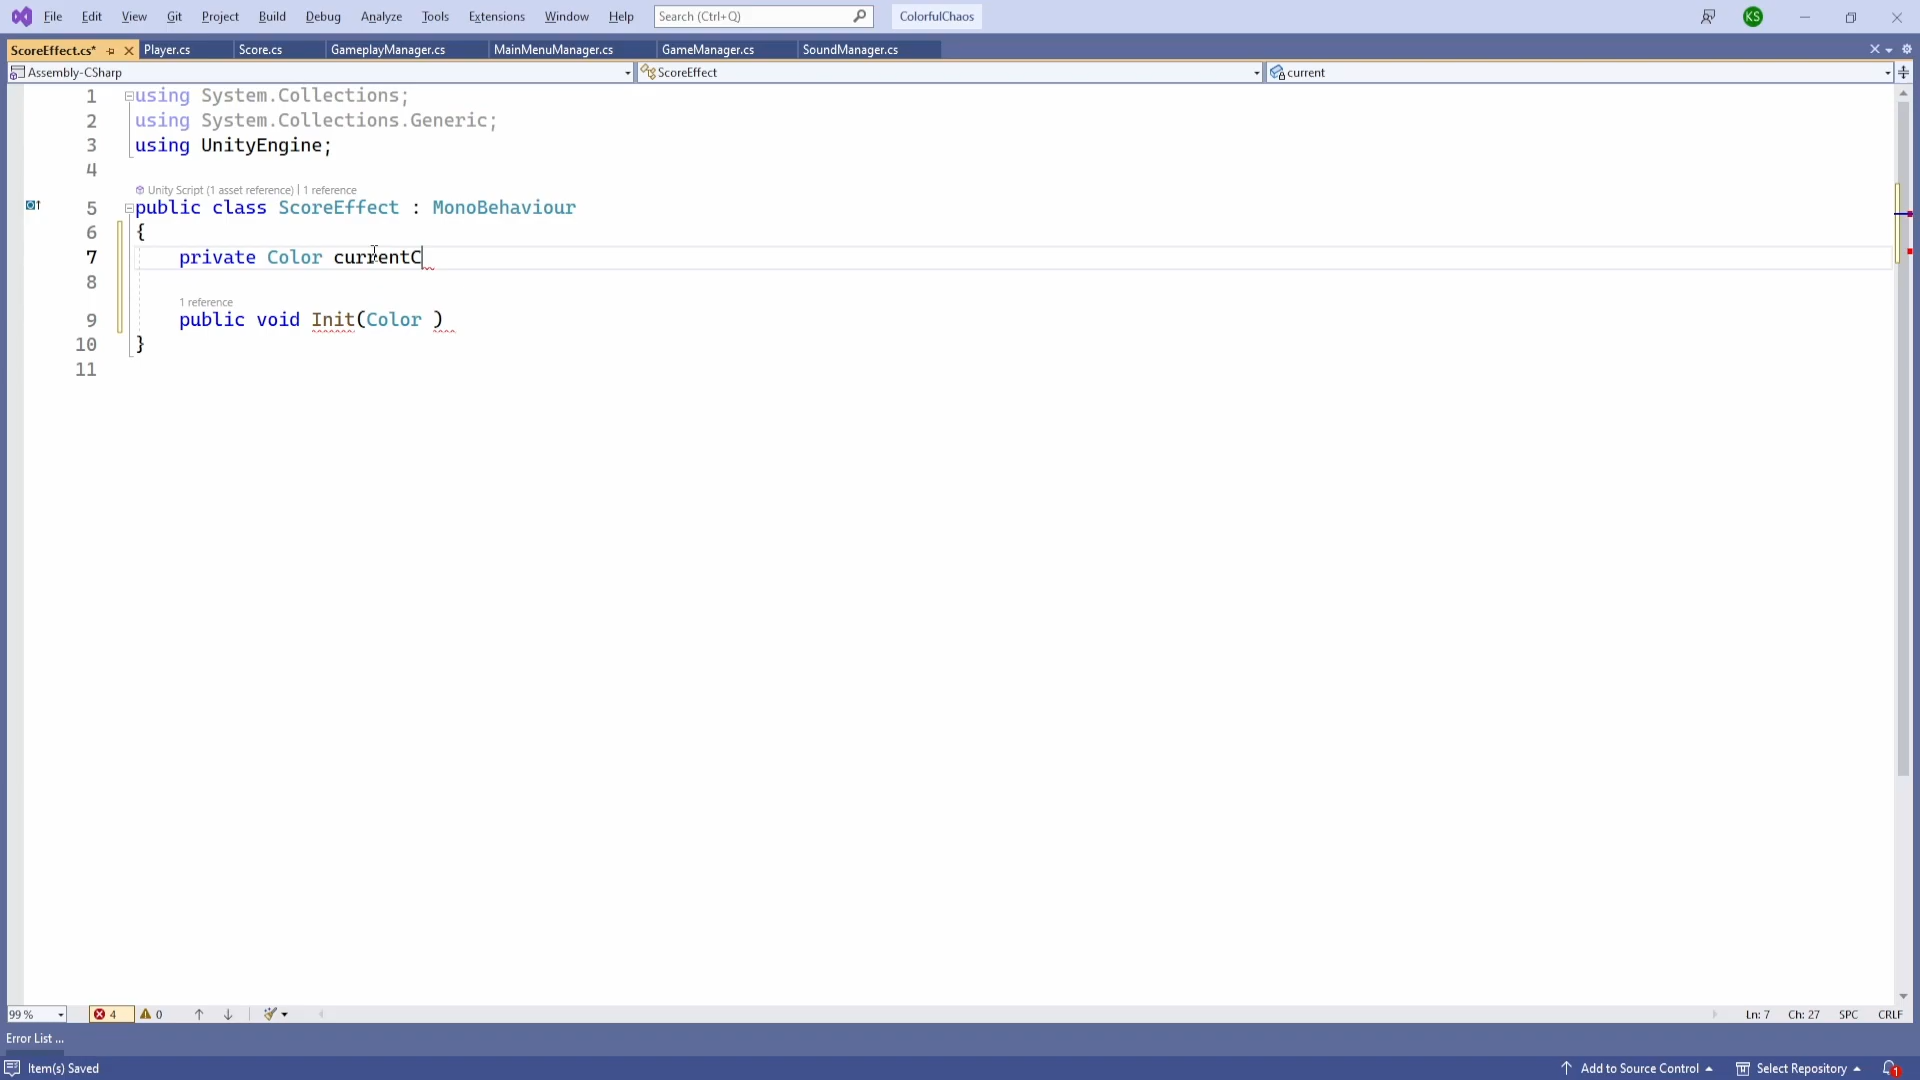 File Edit View Git Project Build Debug Analyze Tools Extensions Window Help Search (Ctrl+Q) ColorfulChaos KS
ScoreEffect.cs* Player.cs Score.cs GameplayManager.cs MainMenuManager.cs GameManager.cs SoundManager.cs
Assembly-CSharp ScoreEffect current
1 using System.Collections;
2 using System.Collections.Generic;
3 using UnityEngine;
4
Unity Script (1 asset reference) | 1 reference
5 public class ScoreEffect : MonoBehaviour
6 {
7 private Color currentC
8
1 reference
9 public void Init(Color )
10 }
11
99 % 4 0 Ln: 7 Ch: 27 SPC CRLF
Error List ...
Item(s) Saved Add to Source Control Select Repository 1